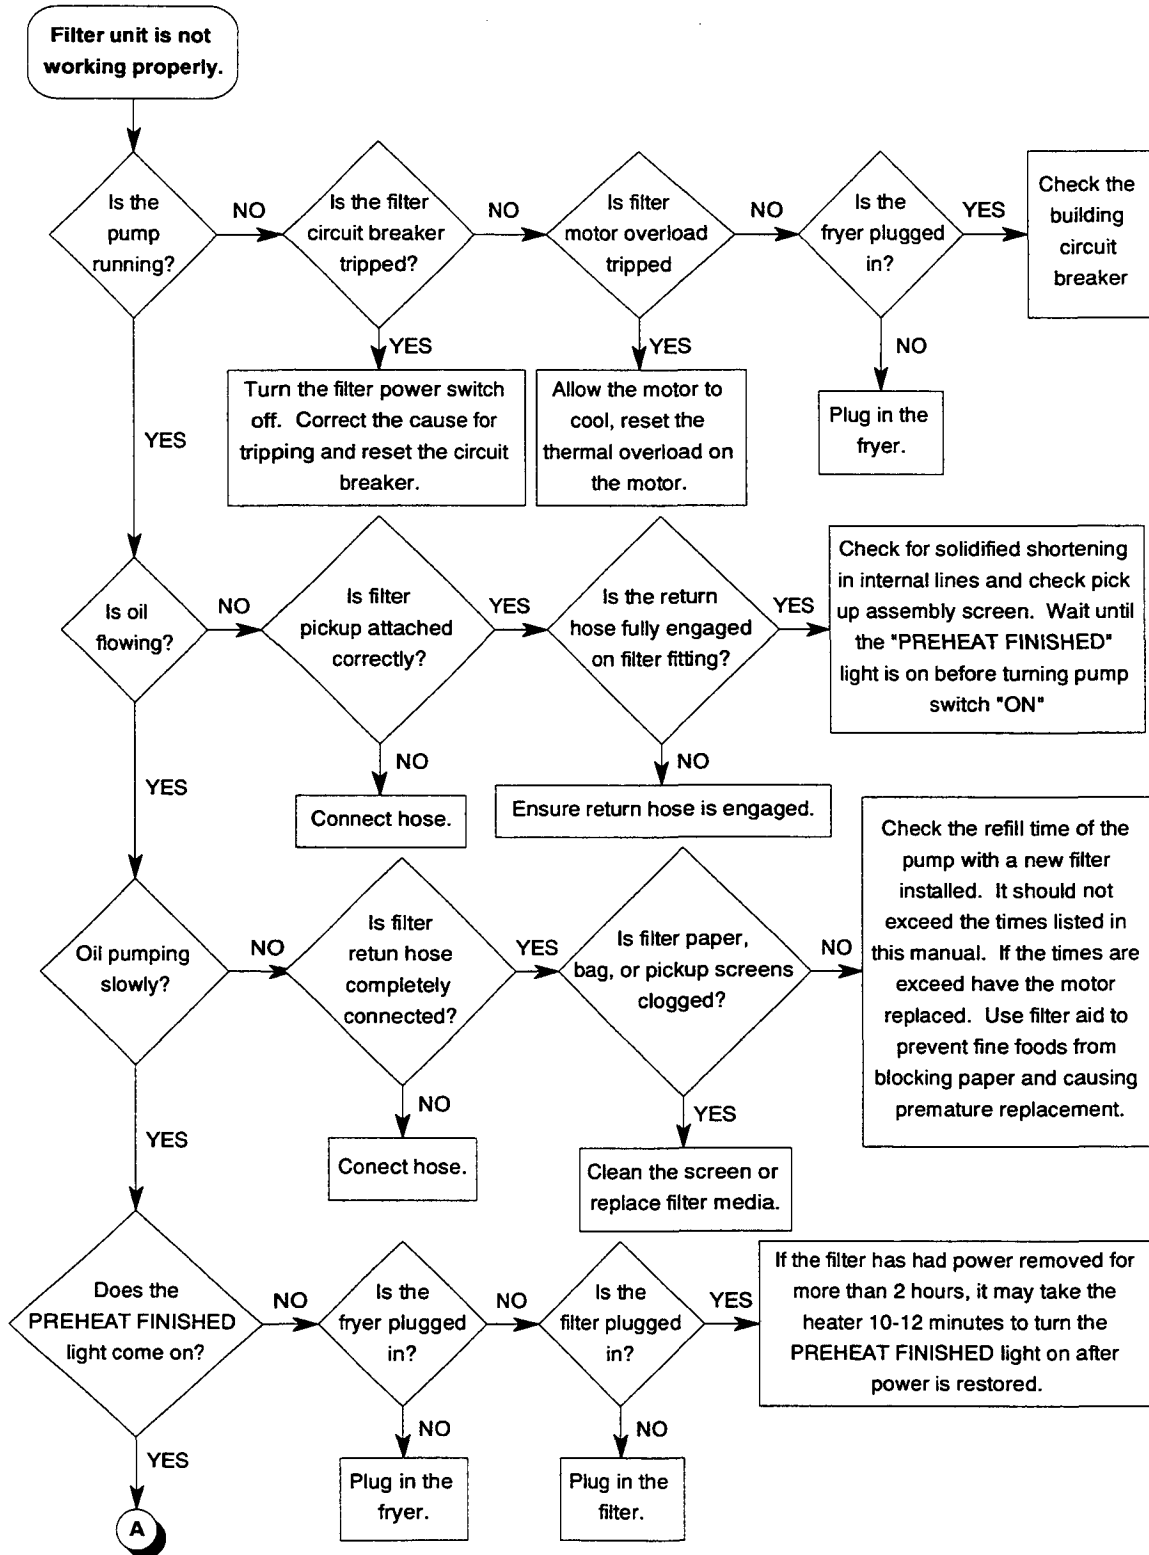 Filter unit is not
working properly.
Is the
pump
running?
NO
Is the filter
circuit breaker
tripped?
NO
Is filter
motor overload
tripped
NO
Is the
fryer plugged
in?
YES
Check the
building
circuit
breaker
YES
Turn the filter power switch
off. Correct the cause for
tripping and reset the circuit
breaker.
YES
Allow the motor to
cool, reset the
thermal overload on
the motor.
NO
Plug in the
fryer.
YES
Is oil
flowing?
NO
Is filter
pickup attached
correctly?
YES
Is the return
hose fully engaged
on filter fitting?
YES
Check for solidified shortening
in internal lines and check pick
up assembly screen. Wait until
the "PREHEAT FINISHED"
light is on before turning pump
switch "ON"
NO
Connect hose.
NO
Ensure return hose is engaged.
YES
Oil pumping
slowly?
NO
Is filter
retun hose
completely
connected?
YES
Is filter paper,
bag, or pickup screens
clogged?
NO
Check the refill time of the
pump with a new filter
installed. It should not
exceed the times listed in
this manual. If the times are
exceed have the motor
replaced. Use filter aid to
prevent fine foods from
blocking paper and causing
premature replacement.
NO
Conect hose.
YES
Clean the screen or
replace filter media.
YES
Does the
PREHEAT FINISHED
light come on?
NO
Is the
fryer plugged
in?
NO
Is the
filter plugged
in?
YES
If the filter has had power removed for
more than 2 hours, it may take the
heater 10-12 minutes to turn the
PREHEAT FINISHED light on after
power is restored.
NO
Plug in the
fryer.
NO
Plug in the
filter.
YES
A